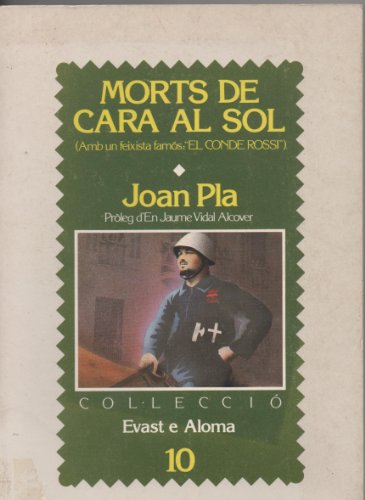 MORTS DE
CARA AL SOL
(Amb un feixista famós: "EL CONDE ROSSI")
Joan Pla
Pròleg d'En Jaume Vidal Alcover
COL·LECCIÓ
Evast e Aloma
10